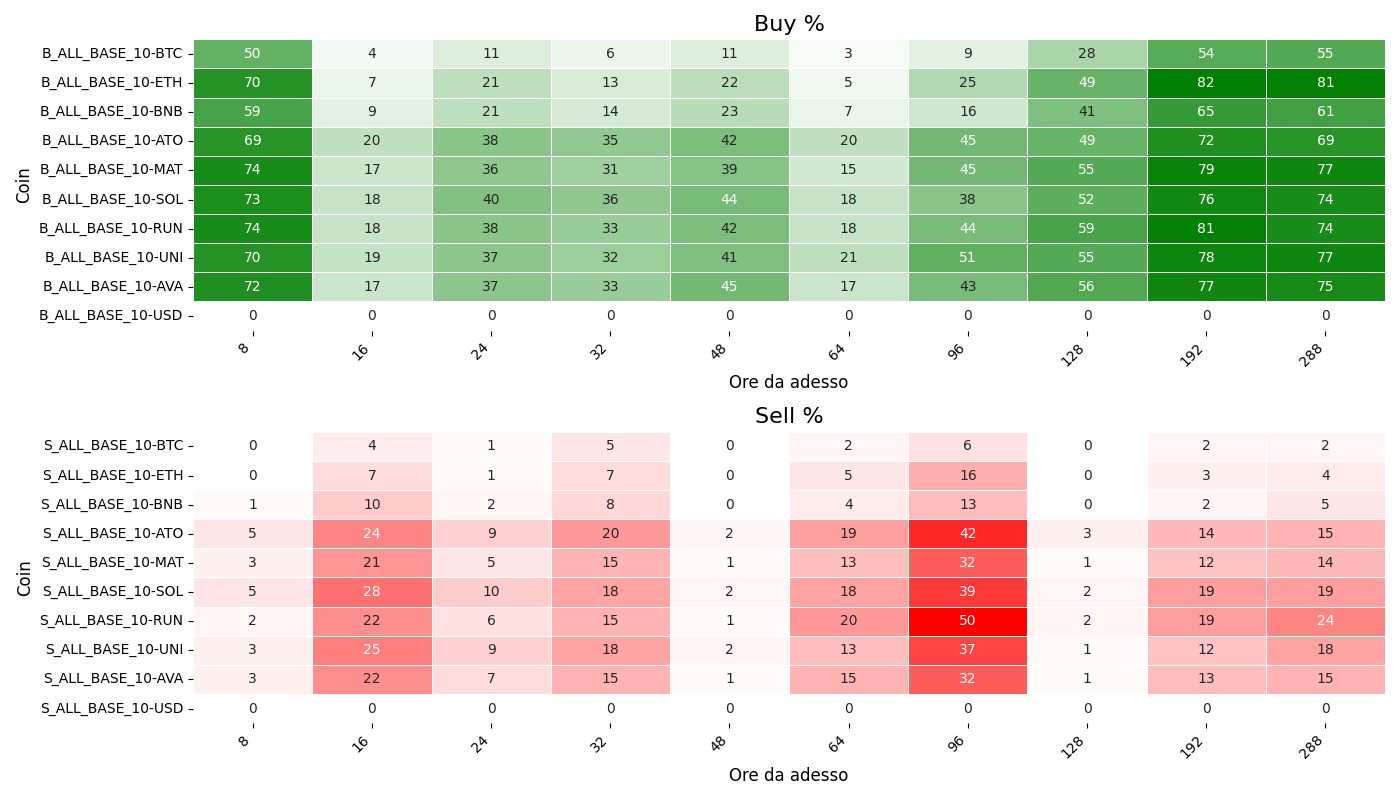 Buy %
Coin
B_ALL_BASE_10-BTC 50 4 11 6 11 3 9 28 54 55
B_ALL_BASE_10-ETH 70 7 21 13 22 5 25 49 82 81
B_ALL_BASE_10-BNB 59 9 21 14 23 7 16 41 65 61
B_ALL_BASE_10-ATO 69 20 38 35 42 20 45 49 72 69
B_ALL_BASE_10-MAT 74 17 36 31 39 15 45 55 79 77
B_ALL_BASE_10-SOL 73 18 40 36 44 18 38 52 76 74
B_ALL_BASE_10-RUN 74 18 38 33 42 18 44 59 81 74
B_ALL_BASE_10-UNI 70 19 37 32 41 21 51 55 78 77
B_ALL_BASE_10-AVA 72 17 37 33 45 17 43 56 77 75
B_ALL_BASE_10-USD 0 0 0 0 0 0 0 0 0 0
8 16 24 32 48 64 96 128 192 288
Ore da adesso
Sell %
Coin
S_ALL_BASE_10-BTC 0 4 1 5 0 2 6 0 2 2
S_ALL_BASE_10-ETH 0 7 1 7 0 5 16 0 3 4
S_ALL_BASE_10-BNB 1 10 2 8 0 4 13 0 2 5
S_ALL_BASE_10-ATO 5 24 9 20 2 19 42 3 14 15
S_ALL_BASE_10-MAT 3 21 5 15 1 13 32 1 12 14
S_ALL_BASE_10-SOL 5 28 10 18 2 18 39 2 19 19
S_ALL_BASE_10-RUN 2 22 6 15 1 20 50 2 19 24
S_ALL_BASE_10-UNI 3 25 9 18 2 13 37 1 12 18
S_ALL_BASE_10-AVA 3 22 7 15 1 15 32 1 13 15
S_ALL_BASE_10-USD 0 0 0 0 0 0 0 0 0 0
8 16 24 32 48 64 96 128 192 288
Ore da adesso